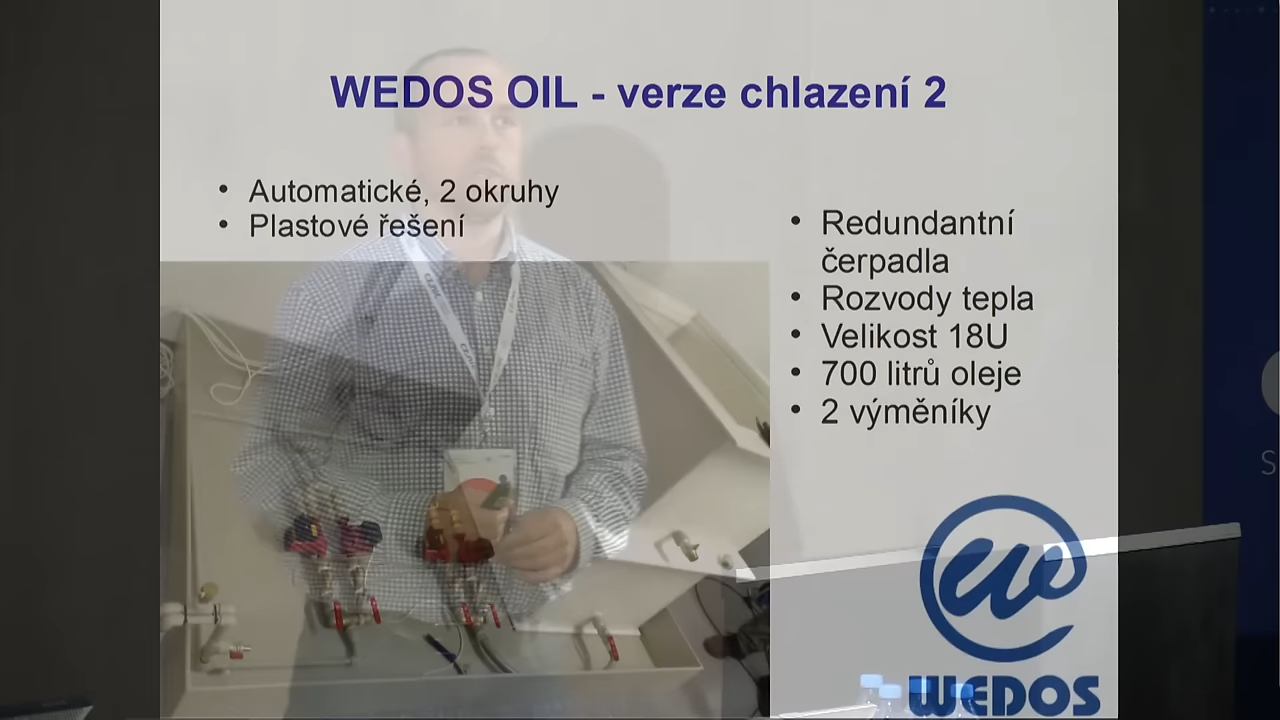 WEDOS OIL - verze chlazení 2
• Automatické, 2 okruhy
• Plastové řešení
• Redundantní
čerpadla
• Rozvody tepla
• Velikost 18U
• 700 litrů oleje
• 2 výměníky
WEDOS